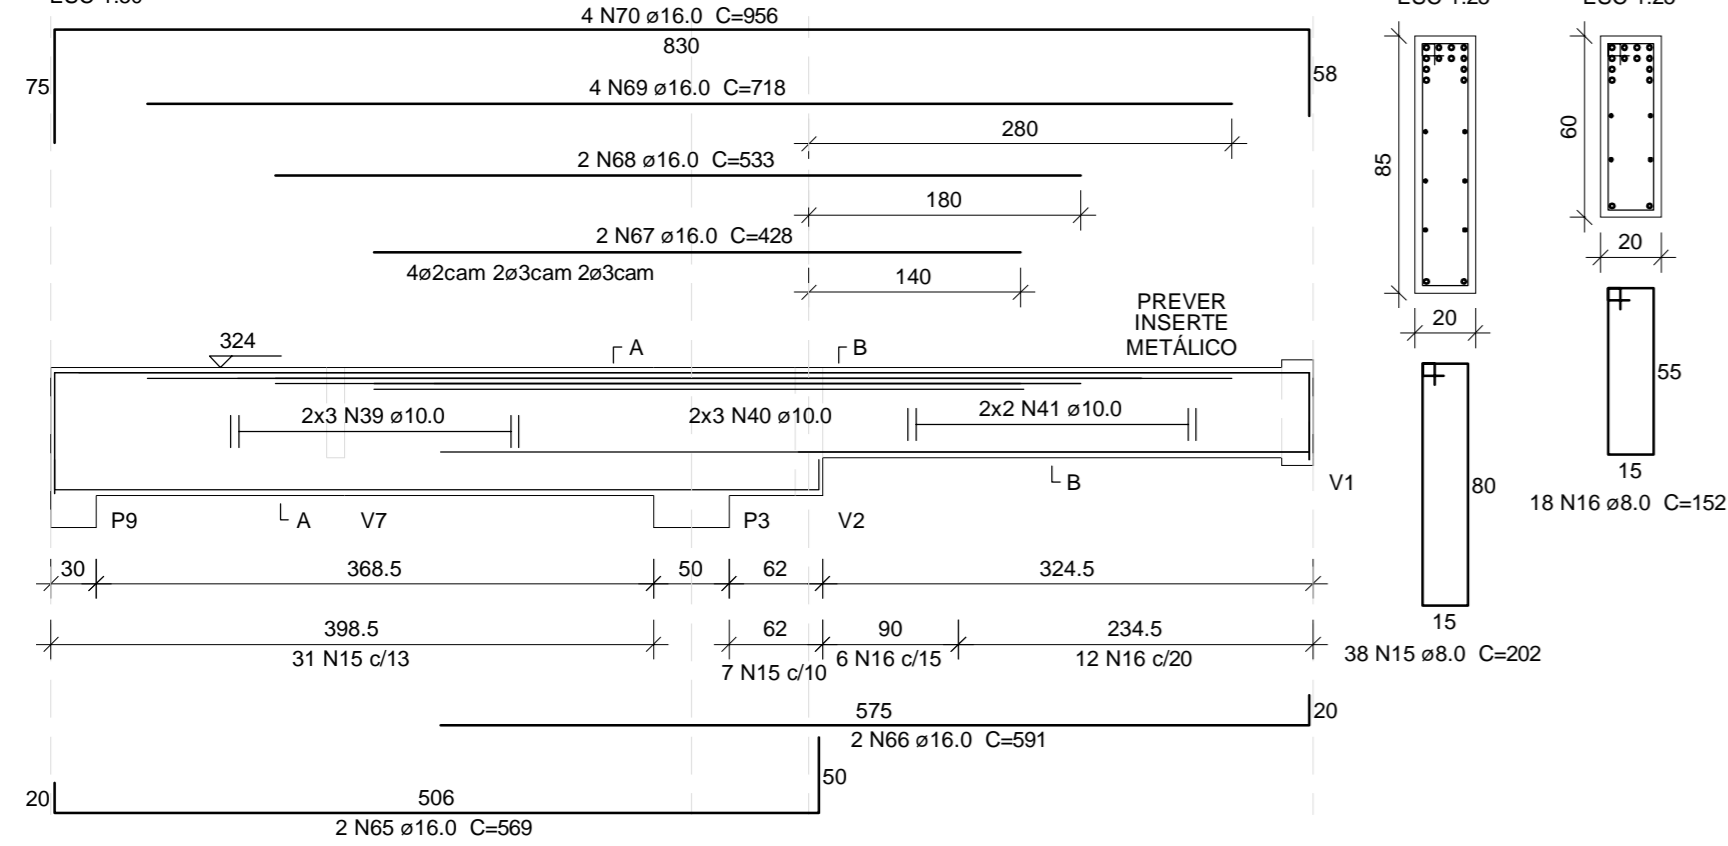 4 N70 ø16.0 C=956
830
75
58
4 N69 ø16.0 C=718
280
2 N68 ø16.0 C=533
180
2 N67 ø16.0 C=428
4ø2cam 2ø3cam 2ø3cam
140
PREVER
INSERTE
METÁLICO
324
A
B
2x3 N39 ø10.0
2x3 N40 ø10.0
2x2 N41 ø10.0
B
V1
P9
A
V7
P3
V2
30
368.5
50
62
324.5
398.5
62
90
234.5
31 N15 c/13
7 N15 c/10
6 N16 c/15
12 N16 c/20
575
20
2 N66 ø16.0 C=591
20
506
50
2 N65 ø16.0 C=569
85
20
80
15
38 N15 ø8.0 C=202
60
20
55
15
18 N16 ø8.0 C=152